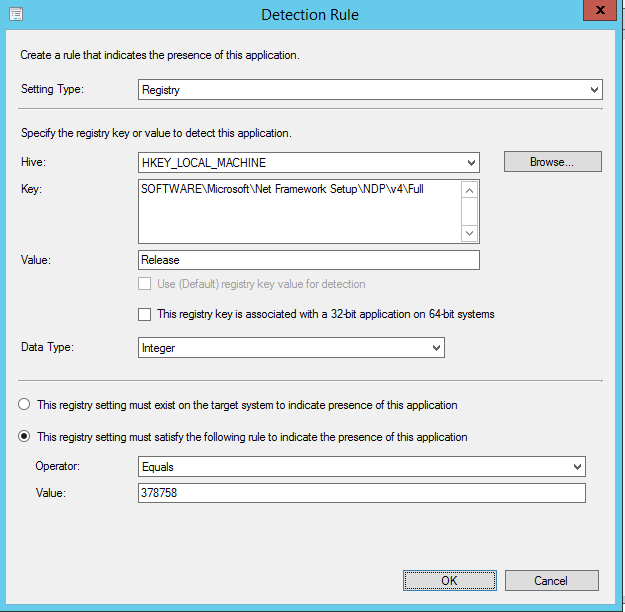 Detection Rule
x
Create a rule that indicates the presence of this application.
Setting Type:
Registry
Specify the registry key or value to detect this application.
Hive:
HKEY_LOCAL_MACHINE
Browse...
Key:
SOFTWARE\Microsoft\Net Framework Setup\NDP\v4\Full
Value:
Release
Use (Default) registry key value for detection
This registry key is associated with a 32-bit application on 64-bit systems
Data Type:
Integer
This registry setting must exist on the target system to indicate presence of this application
This registry setting must satisfy the following rule to indicate the presence of this application
Operator:
Equals
Value:
378758
OK
Cancel